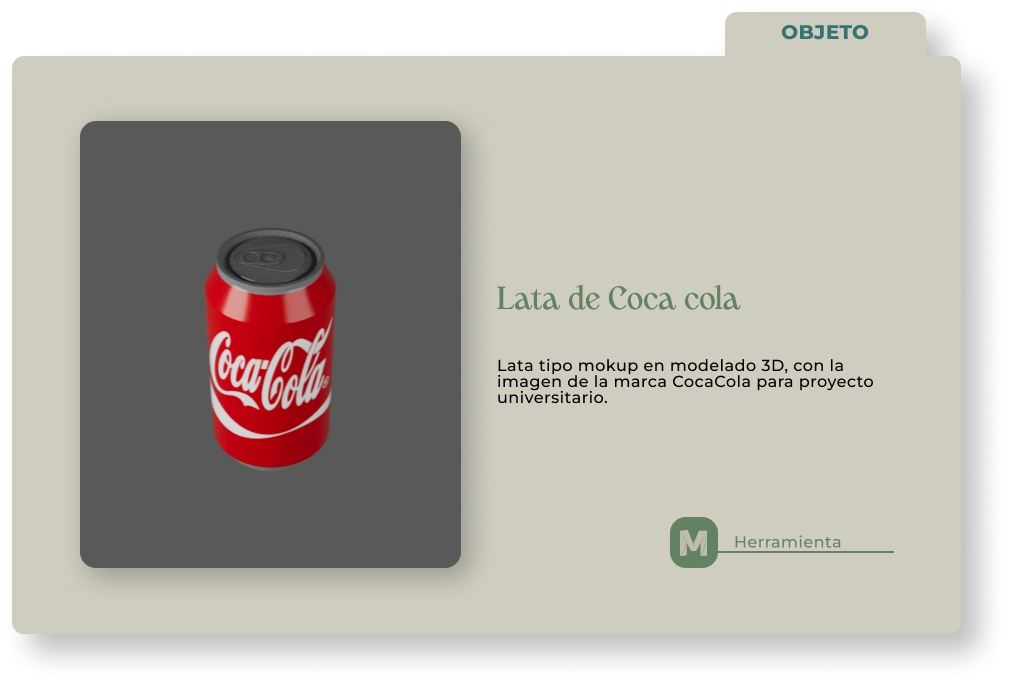 OBJETO
Coca-Cola®
Lata de Coca cola
Lata tipo mokup en modelado 3D, con la
imagen de la marca CocaCola para proyecto
universitario.
M Herramienta